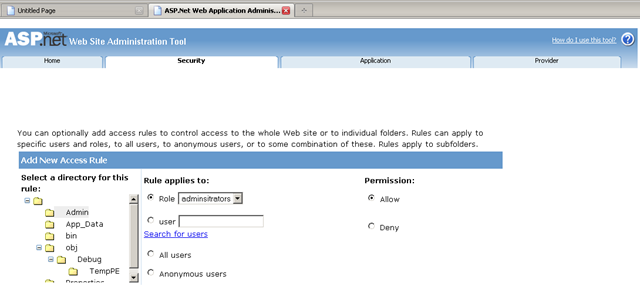 Untitled Page
ASP.Net Web Application Adminis...
Microsoft
ASP.net Web Site Administration Tool
How do I use this tool? ?
Home Security Application Provider
You can optionally add access rules to control access to the whole Web site or to individual folders. Rules can apply to
specific users and roles, to all users, to anonymous users, or to some combination of these. Rules apply to subfolders.
Add New Access Rule
Select a directory for this
rule:
Admin
App_Data
bin
obj
Debug
TempPE
Properties
Rule applies to:
Role adminsitrators
user
Search for users
All users
Anonymous users
Permission:
Allow
Deny